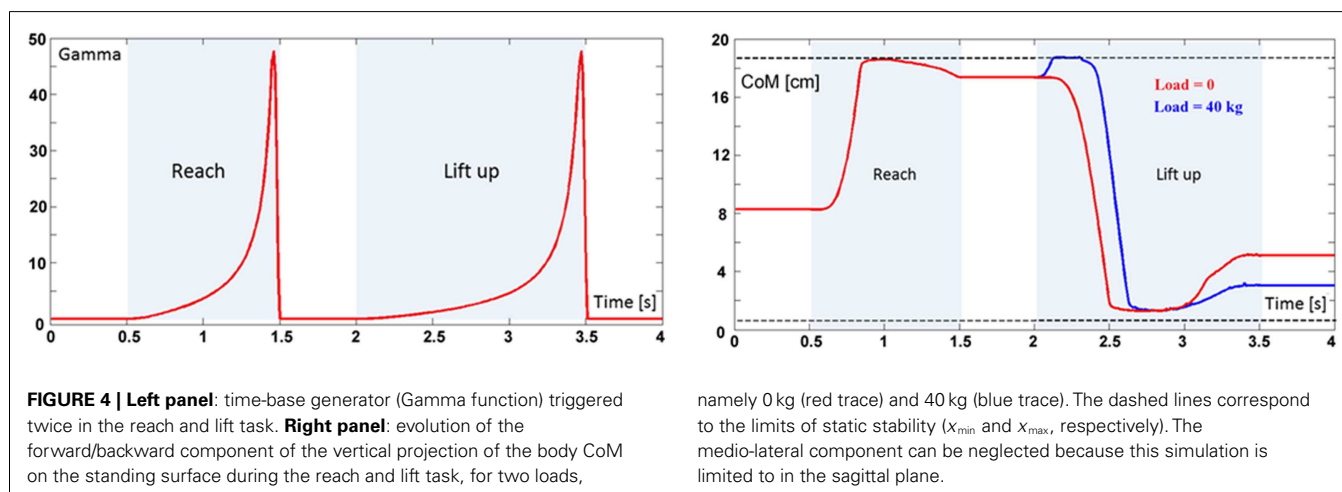 50
Gamma
40
30
20
10
0
Reach
Lift up
Time [s]
0 0.5 1 1.5 2 2.5 3 3.5 4
20
16
12
8
4
0
CoM [cm]
Load = 0
Load = 40 kg
Reach
Lift up
Time [s]
0 0.5 1 1.5 2 2.5 3 3.5 4
FIGURE 4 | Left panel: time-base generator (Gamma function) triggered
twice in the reach and lift task. Right panel: evolution of the
forward/backward component of the vertical projection of the body CoM
on the standing surface during the reach and lift task, for two loads,
namely 0 kg (red trace) and 40 kg (blue trace). The dashed lines correspond
to the limits of static stability (xmin and xmax, respectively). The
medio-lateral component can be neglected because this simulation is
limited to in the sagittal plane.